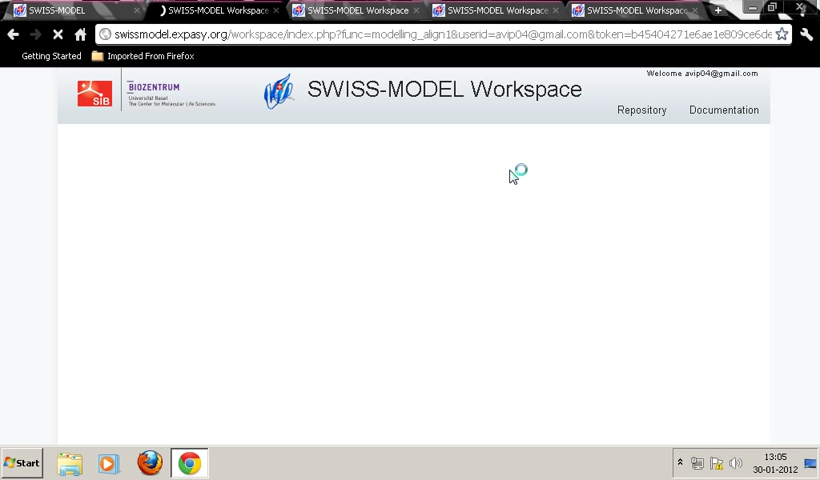 SWISS-MODEL
SWISS-MODEL Workspace
SWISS-MODEL Workspace
SWISS-MODEL Workspace
SWISS-MODEL Workspace
swissmodel.expasy.org/workspace/index.php?func=modelling_align1&userid=avip04@gmail.com&token=b45404271e6ae1e809ce6de
Getting Started
Imported From Firefox
Welcome avip04@gmail.com
SIB
BIOZENTRUM
Universität Basel
The Center for Molecular Life Sciences
SWISS-MODEL Workspace
Repository
Documentation
Start
13:05
30-01-2012